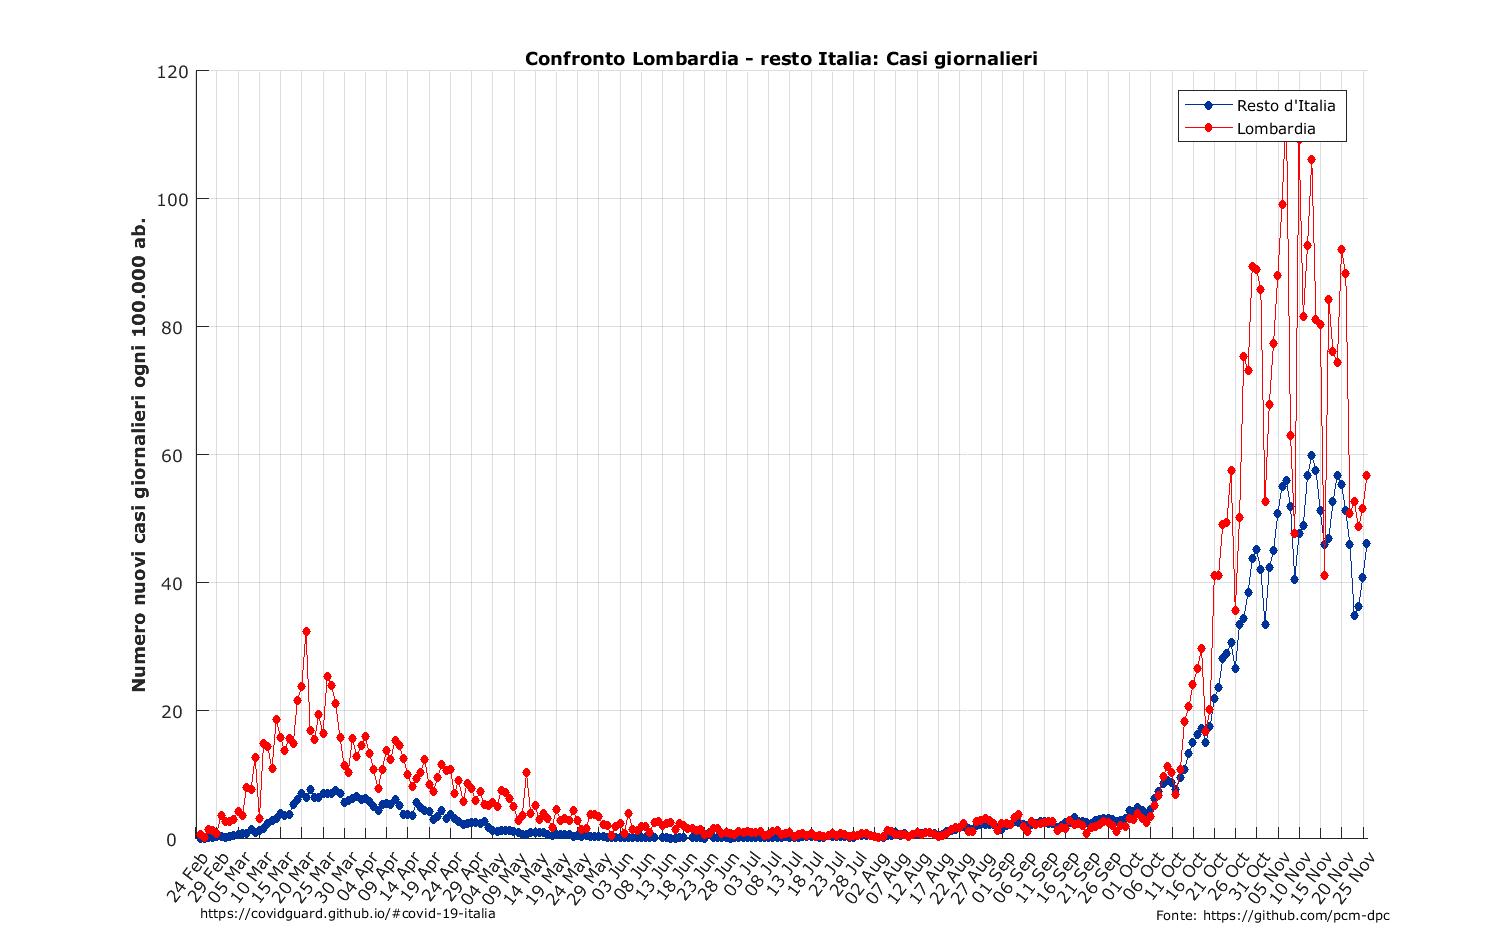 Confronto Lombardia - resto Italia: Casi giornalieri
Resto d'Italia
Lombardia
Numero nuovi casi giornalieri ogni 100.000 ab.
120
100
80
60
40
20
0
24 Feb
29 Feb
05 Mar
10 Mar
15 Mar
20 Mar
25 Mar
30 Mar
04 Apr
09 Apr
14 Apr
19 Apr
24 Apr
29 Apr
04 May
09 May
14 May
19 May
24 May
29 May
03 Jun
08 Jun
13 Jun
18 Jun
23 Jun
28 Jun
03 Jul
08 Jul
13 Jul
18 Jul
23 Jul
28 Jul
02 Aug
07 Aug
12 Aug
17 Aug
22 Aug
27 Aug
01 Sep
06 Sep
11 Sep
16 Sep
21 Sep
26 Sep
01 Oct
06 Oct
11 Oct
16 Oct
21 Oct
26 Oct
31 Oct
05 Nov
10 Nov
15 Nov
20 Nov
25 Nov
https://covidguard.github.io/#covid-19-italia
Fonte: https://github.com/pcm-dpc